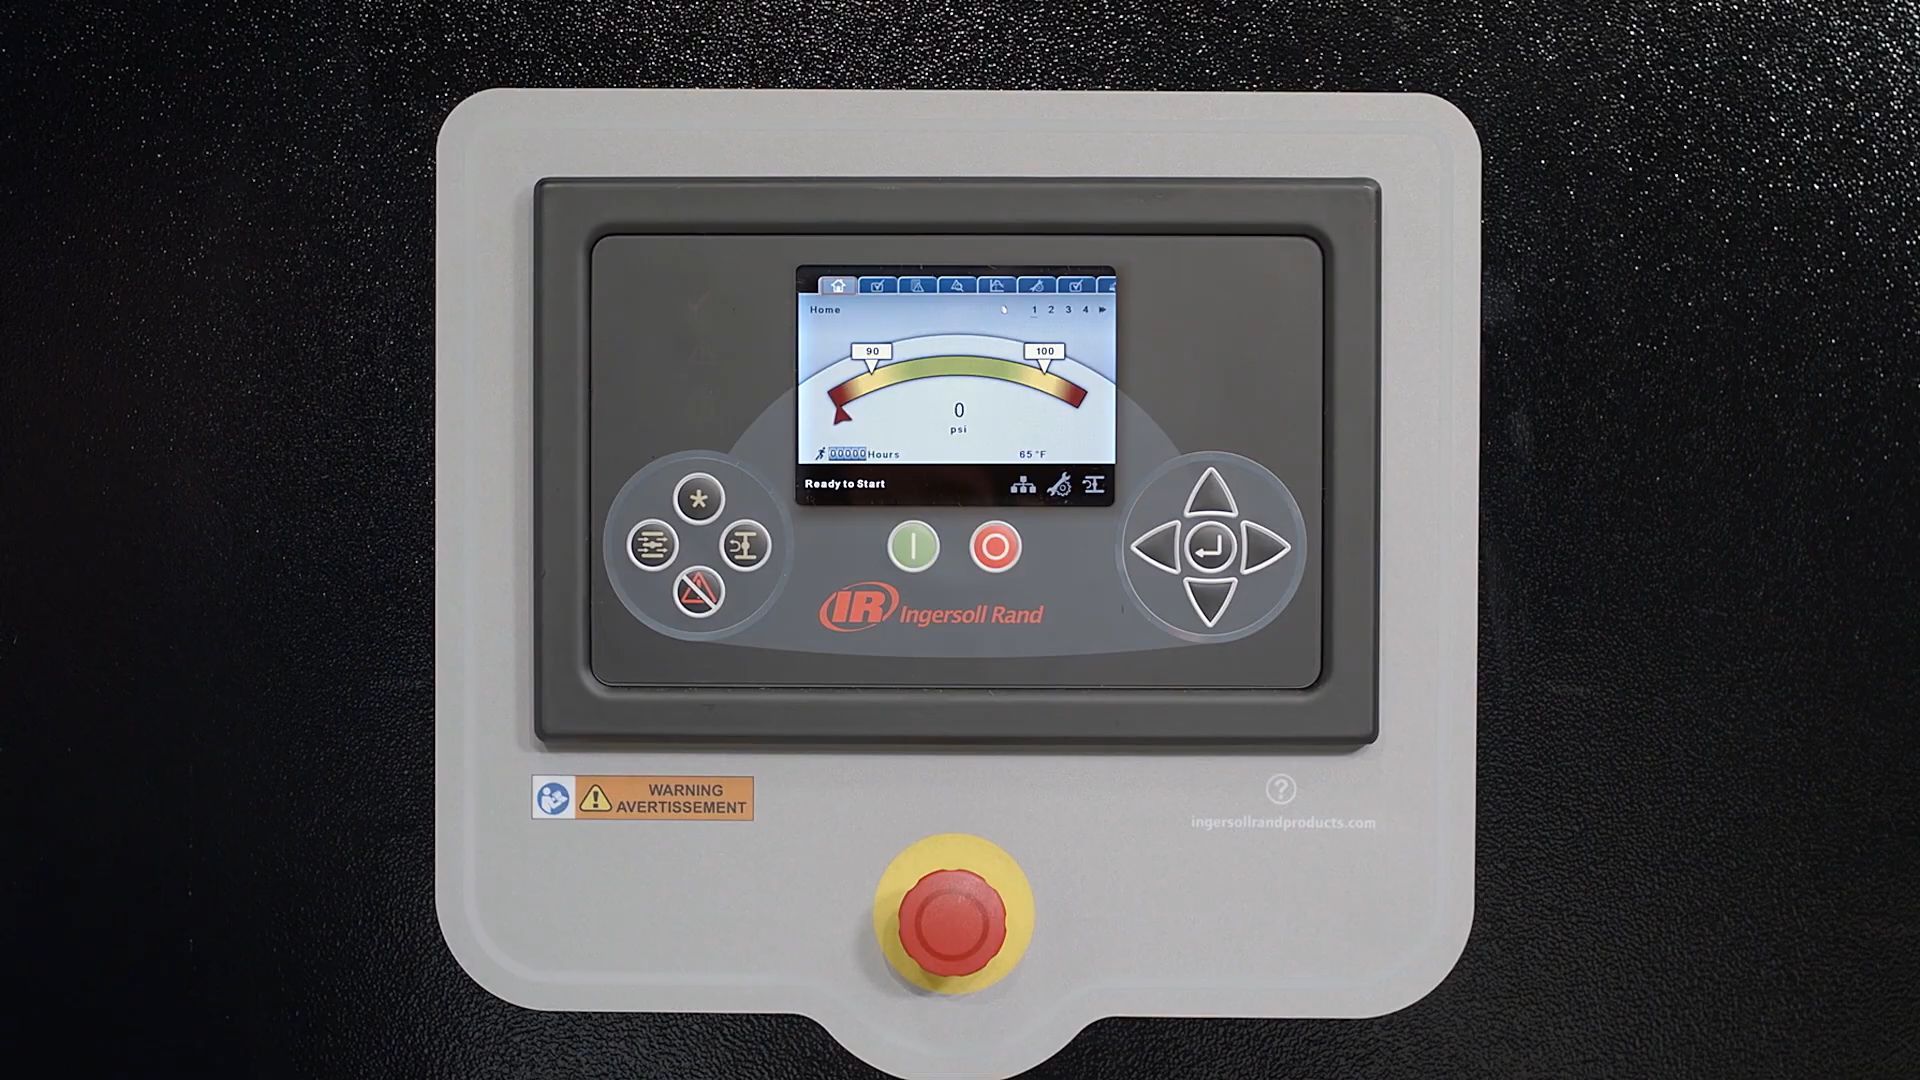 Home
1 2 3 4
90
100
0
psi
00000 Hours
65 °F
Ready to Start
*
IR Ingersoll Rand
WARNING
AVERTISSEMENT
?
ingersollrandproducts.com